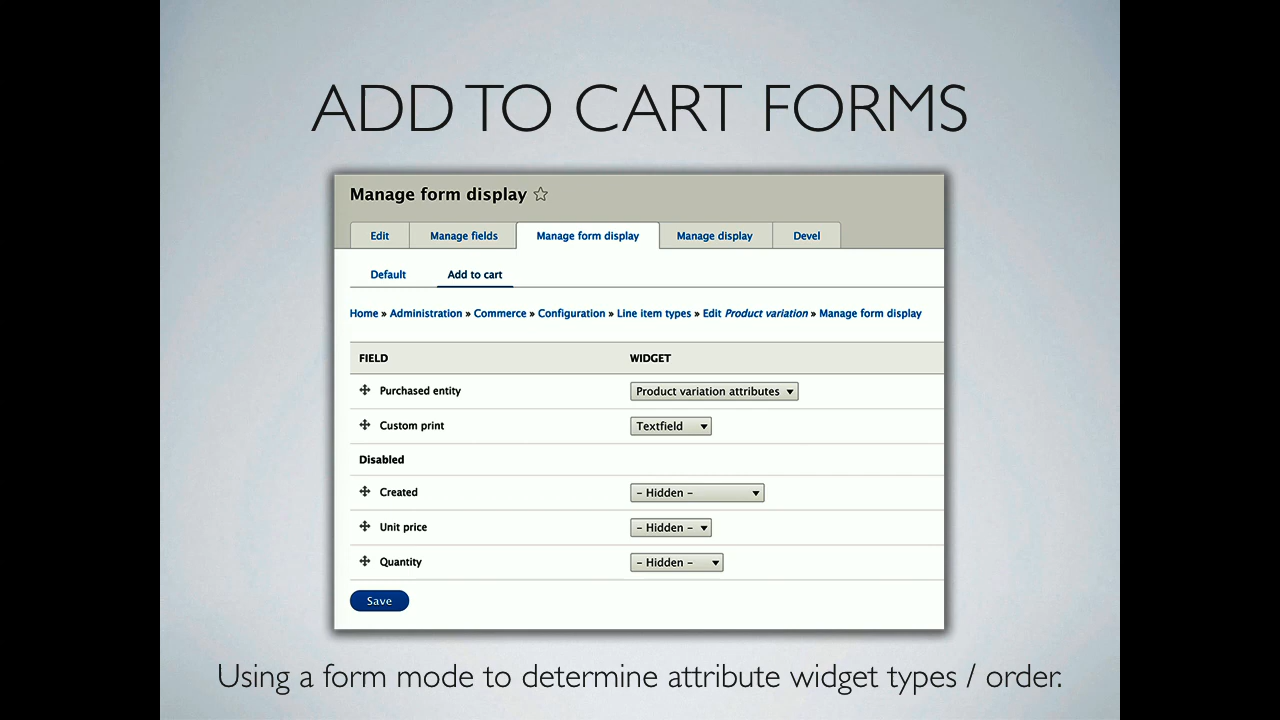 ADD TO CART FORMS
Manage form display
Edit Manage fields Manage form display Manage display Devel
Default Add to cart
Home » Administration » Commerce » Configuration » Line item types » Edit Product variation » Manage form display
FIELD WIDGET
Purchased entity Product variation attributes
Custom print Textfield
Disabled
Created - Hidden -
Unit price - Hidden -
Quantity - Hidden -
Save
Using a form mode to determine attribute widget types / order.